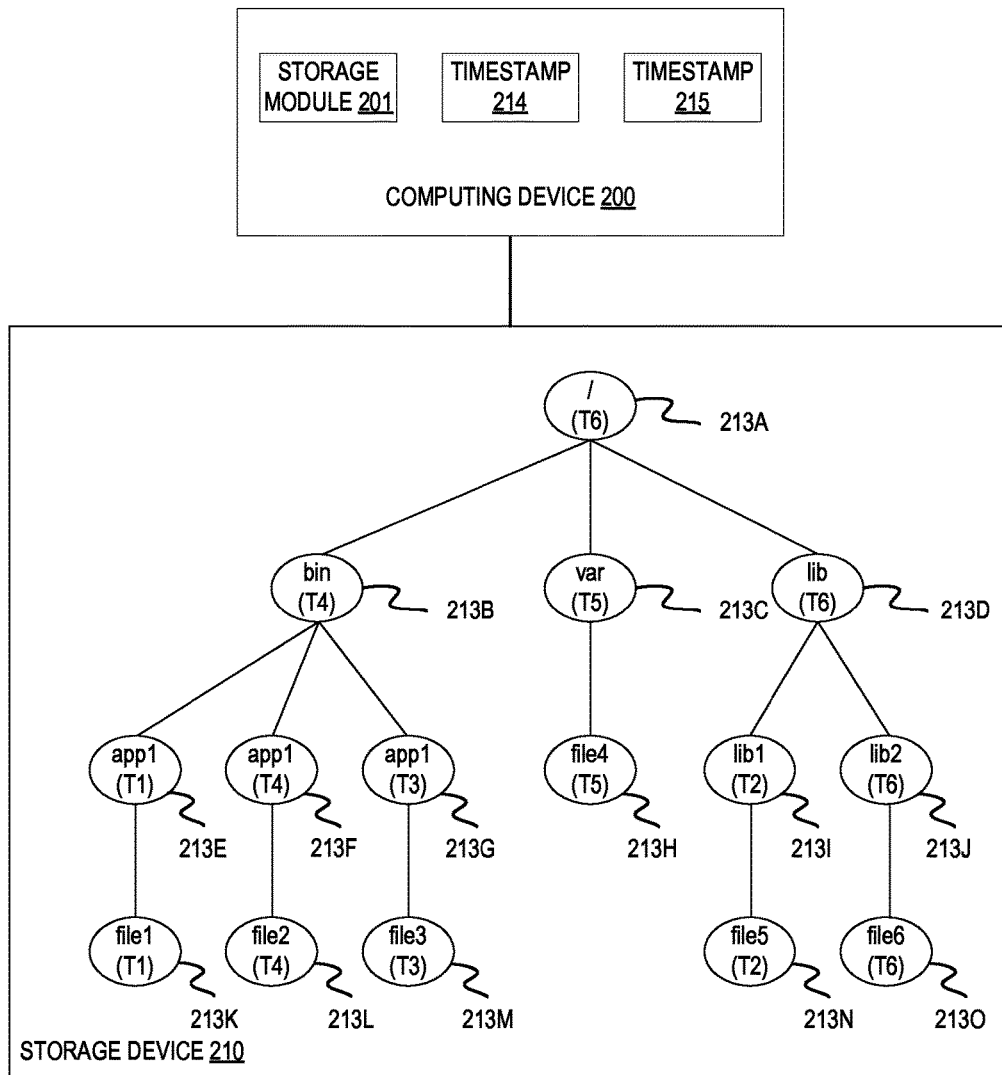 STORAGE
MODULE 201
TIMESTAMP
214
TIMESTAMP
215
COMPUTING DEVICE 200
/
(T6)
213A
bin
(T4)
213B
var
(T5)
213C
lib
(T6)
213D
app1
(T1)
213E
app1
(T4)
213F
app1
(T3)
213G
file4
(T5)
213H
lib1
(T2)
213I
lib2
(T6)
213J
file1
(T1)
213K
file2
(T4)
213L
file3
(T3)
213M
file5
(T2)
213N
file6
(T6)
213O
STORAGE DEVICE 210